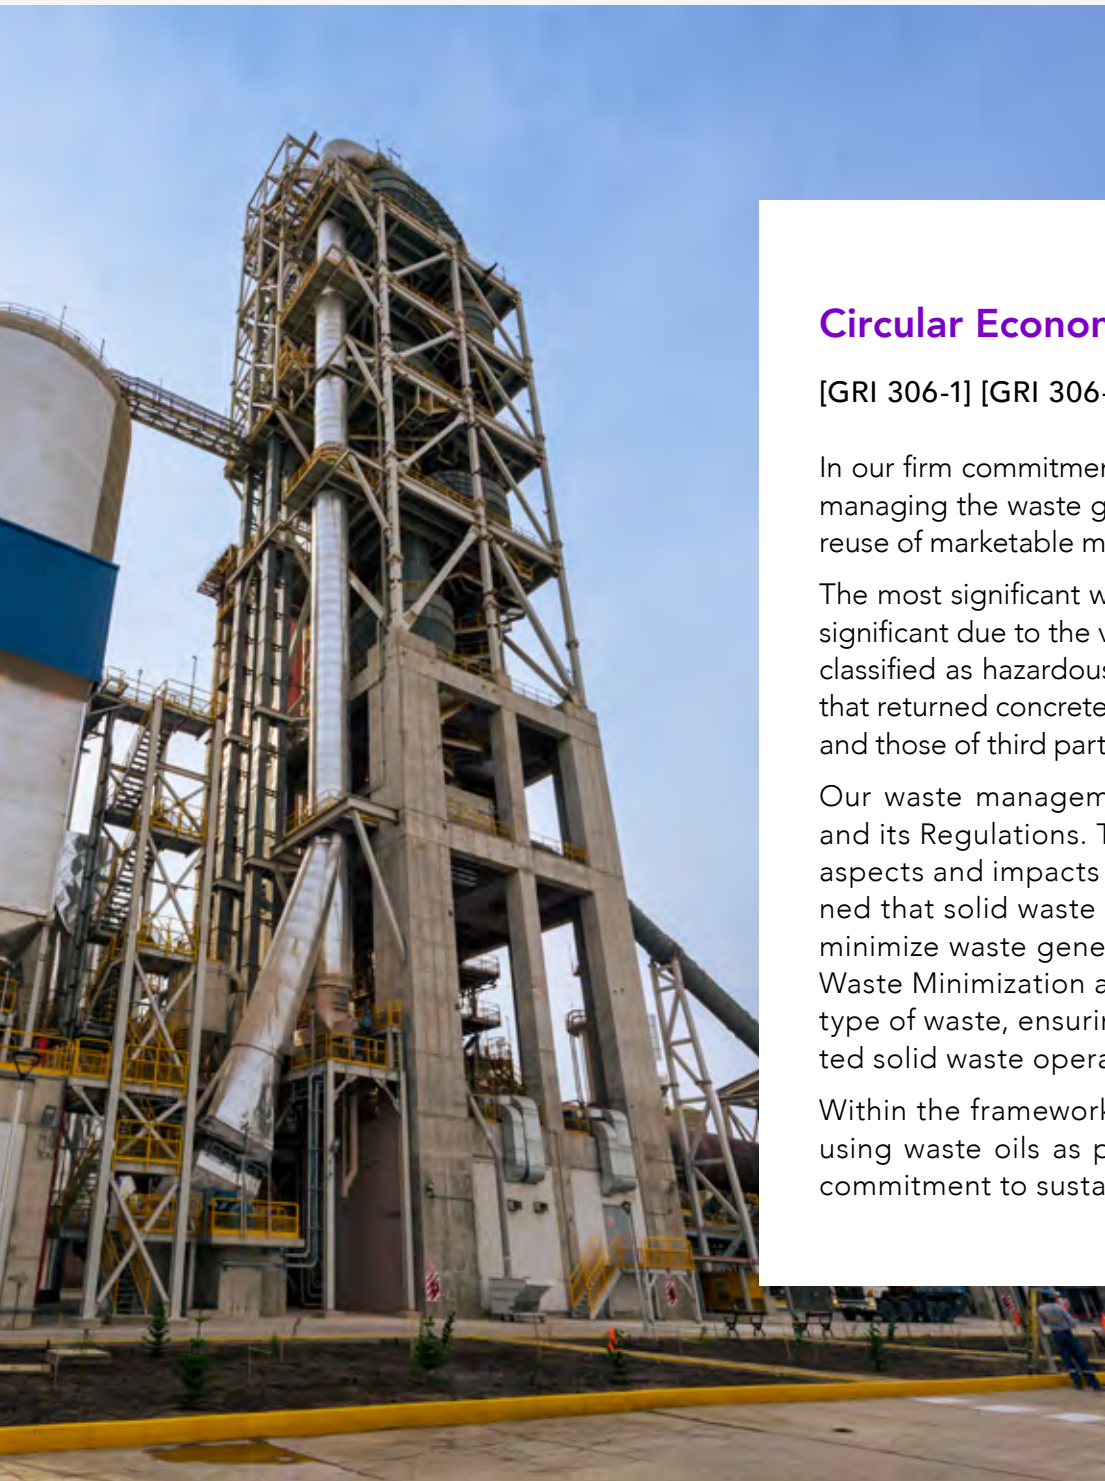 Circular Econo
[GRI 306-1] [GRI 306-
In our firm commitmen
managing the waste g
reuse of marketable m
The most significant w
significant due to the v
classified as hazardous
that returned concrete
and those of third part
Our waste managem
and its Regulations. T
aspects and impacts
ned that solid waste
minimize waste gene
Waste Minimization a
type of waste, ensurin
ted solid waste opera
Within the framework
using waste oils as p
commitment to susta